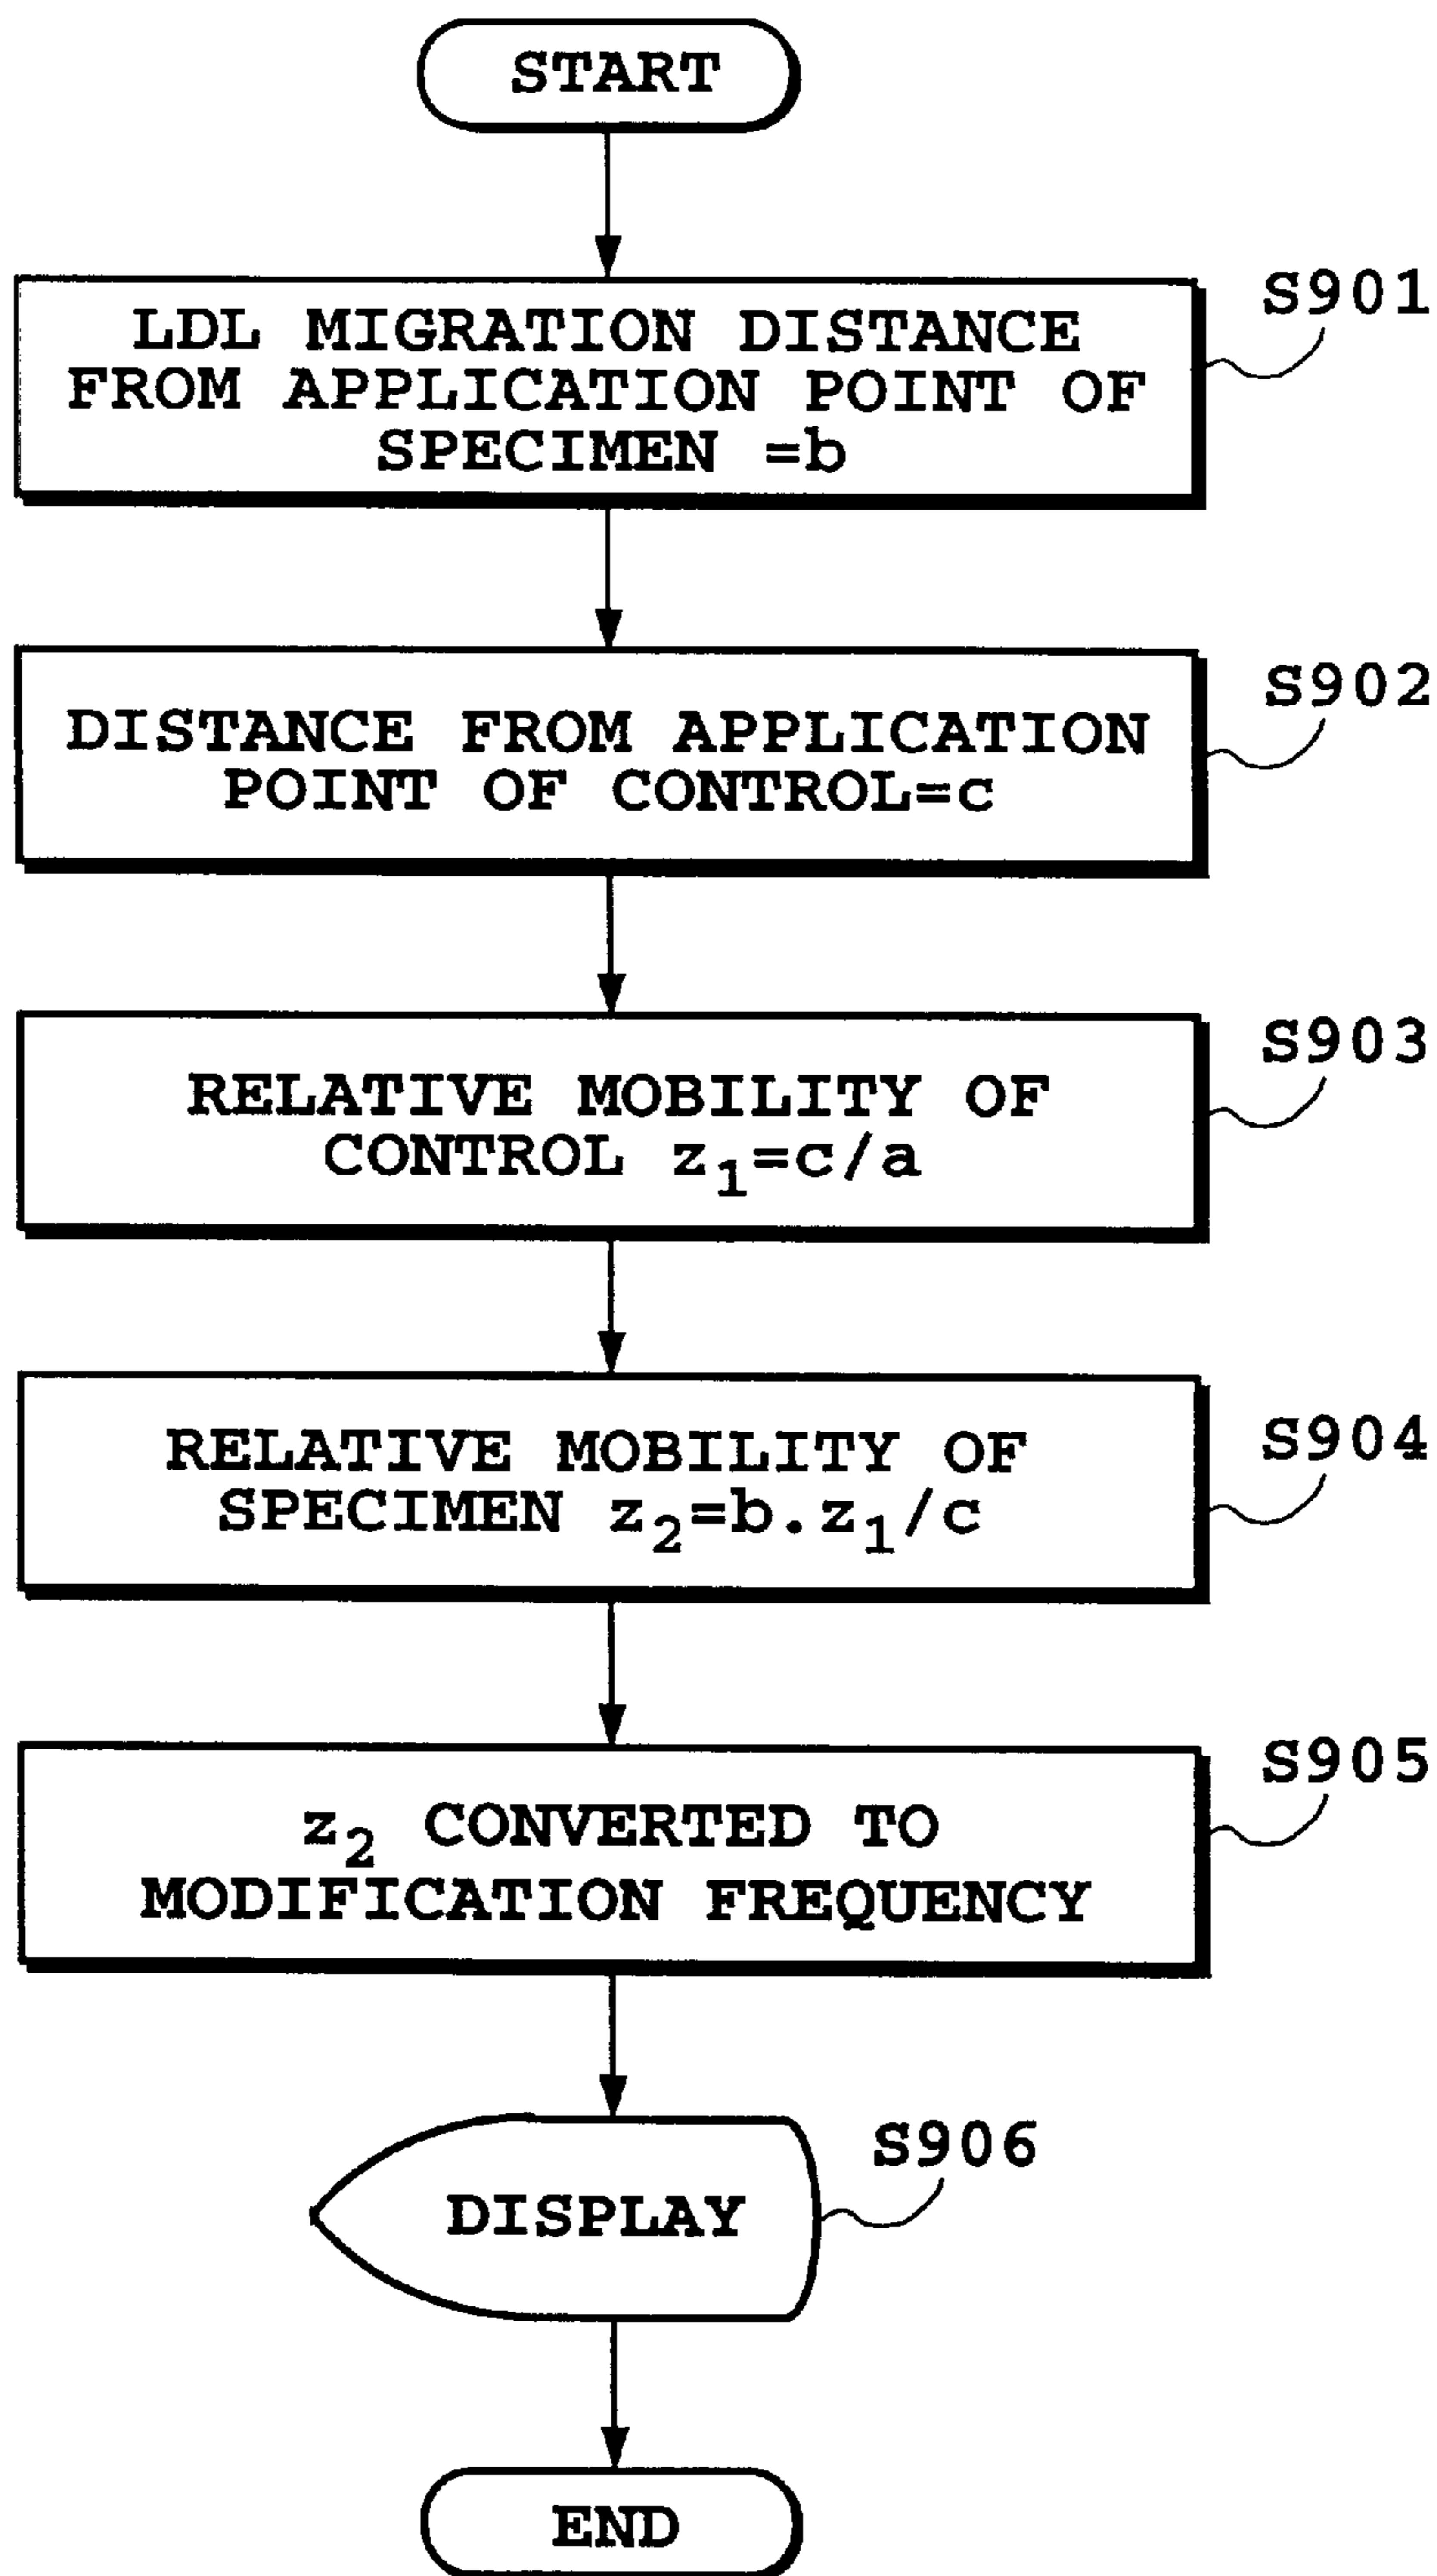 START
S901
LDL MIGRATION DISTANCE
FROM APPLICATION POINT OF
SPECIMEN =b
S902
DISTANCE FROM APPLICATION
POINT OF CONTROL=c
S903
RELATIVE MOBILITY OF
CONTROL z₁=c/a
S904
RELATIVE MOBILITY OF
SPECIMEN z₂=b.z₁/c
S905
z₂ CONVERTED TO
MODIFICATION FREQUENCY
S906
DISPLAY
END